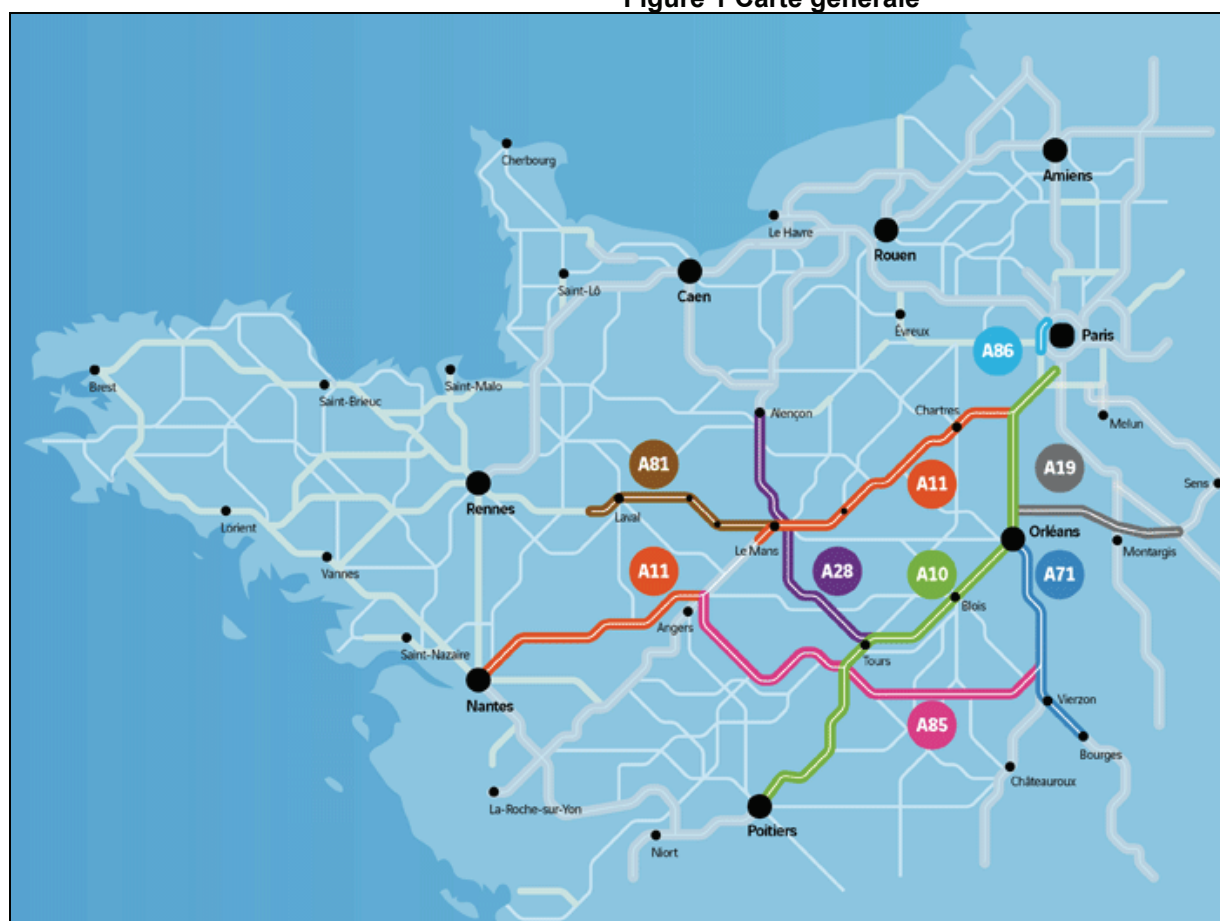 Figure 1 Carte générale
Cherbourg
Amiens
Le Havre
Rouen
Saint-Lô
Caen
Évreux
Paris
A86
Brest
Saint-Brieuc
Saint-Malo
Alençon
Chartres
Melun
A81
A11
A19
Sens
Rennes
Laval
Lorient
Le Mans
Orléans
Montargis
Vannes
A11
A28
A10
A71
Blois
Angers
Saint-Nazaire
Tours
Nantes
A85
Vierzon
Bourges
Châteauroux
La-Roche-sur-Yon
Poitiers
Niort